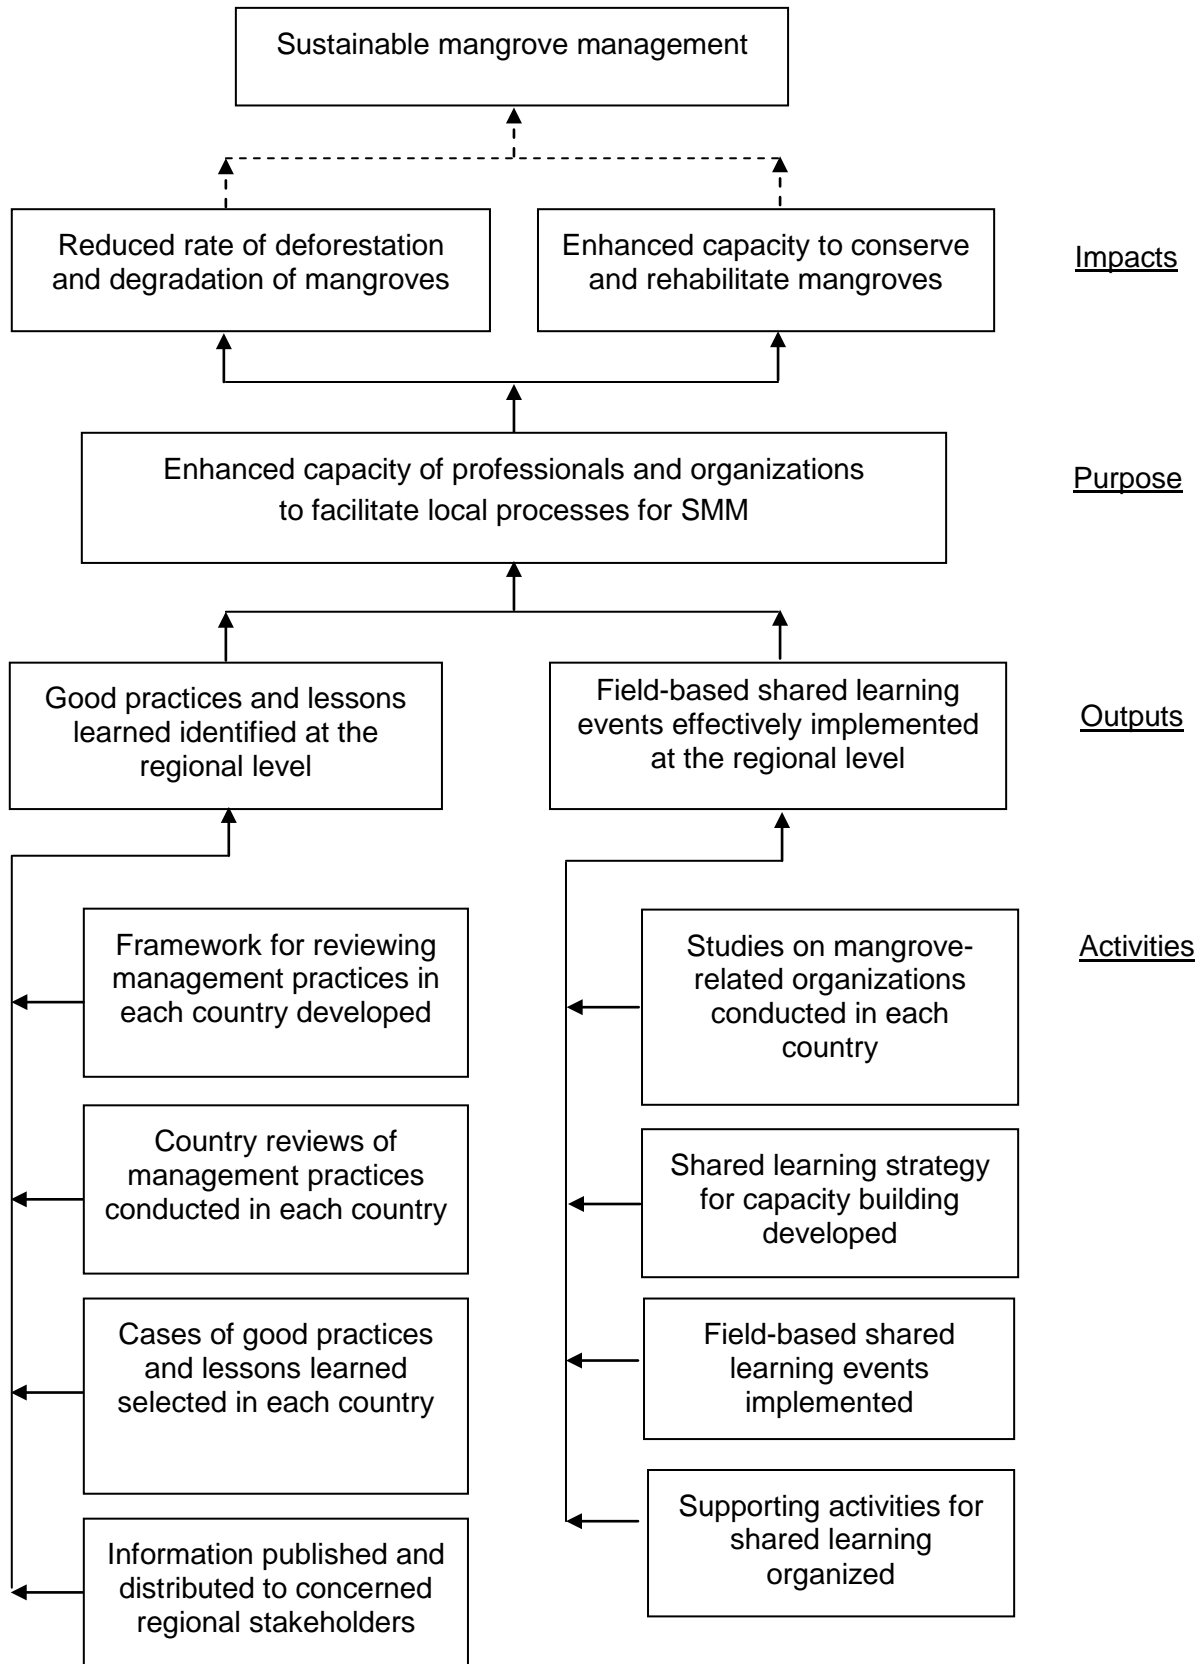 Sustainable mangrove management
Reduced rate of deforestation
and degradation of mangroves
Enhanced capacity to conserve
and rehabilitate mangroves
Impacts
Enhanced capacity of professionals and organizations
to facilitate local processes for SMM
Purpose
Good practices and lessons
learned identified at the
regional level
Field-based shared learning
events effectively implemented
at the regional level
Outputs
Framework for reviewing
management practices in
each country developed
Studies on mangrove-
related organizations
conducted in each
country
Activities
Country reviews of
management practices
conducted in each country
Shared learning strategy
for capacity building
developed
Cases of good practices
and lessons learned
selected in each country
Field-based shared
learning events
implemented
Information published and
distributed to concerned
regional stakeholders
Supporting activities for
shared learning
organized